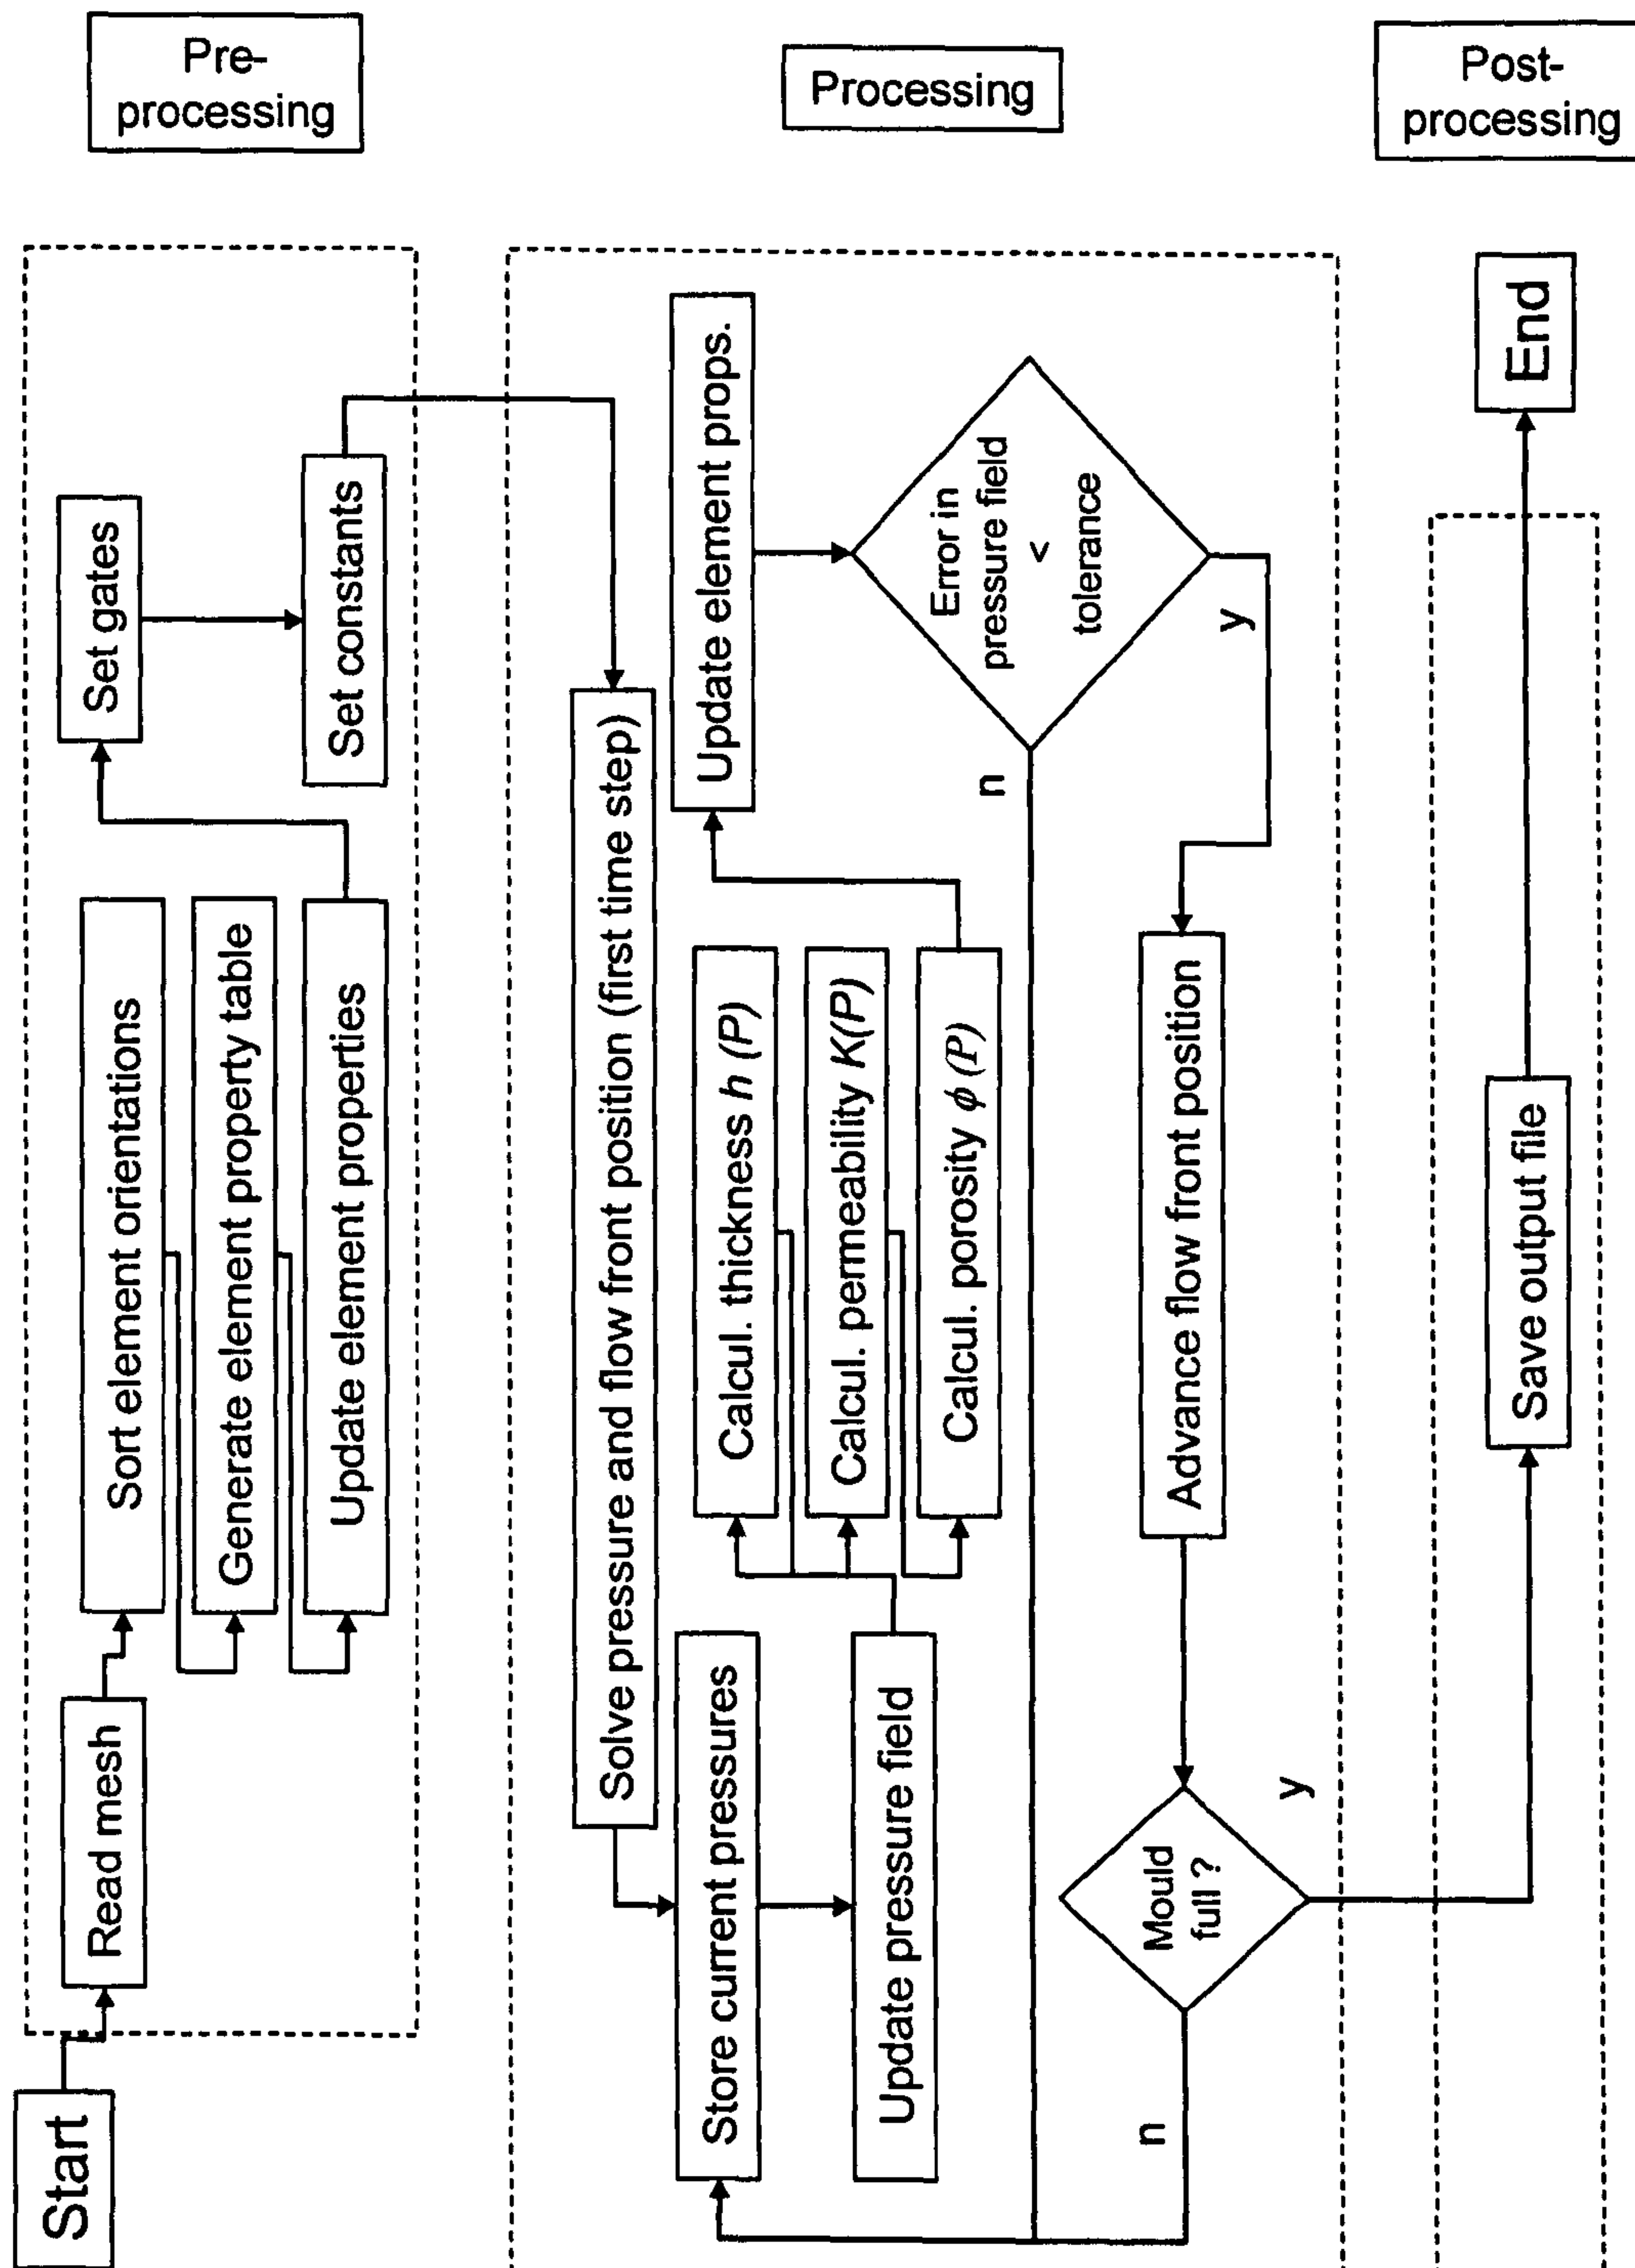 Pre-
processing
Start
Read mesh
Sort element orientations
Generate element property table
Update element properties
Set gates
Set constants
Processing
Solve pressure and flow front position (first time step)
Store current pressures
Update pressure field
Calcul. thickness h (P)
Calcul. permeability K(P)
Calcul. porosity ϕ (P)
Update element props.
Error in
pressure field
<
tolerance
n
y
Advance flow front position
Mould
full ?
n
y
Post-
processing
Save output file
End